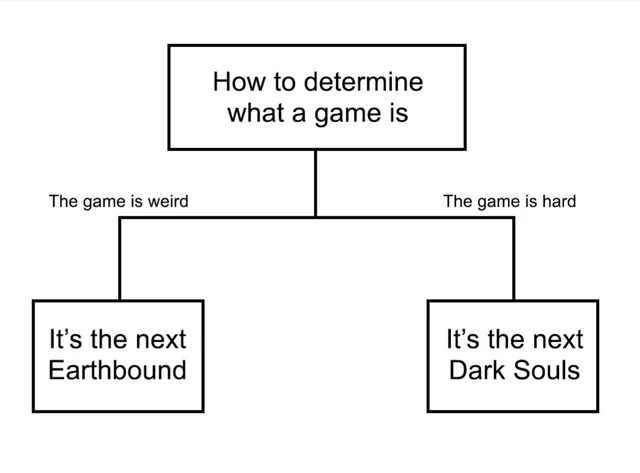 How to determine
what a game is
The game is weird
The game is hard
It's the next
Earthbound
It's the next
Dark Souls